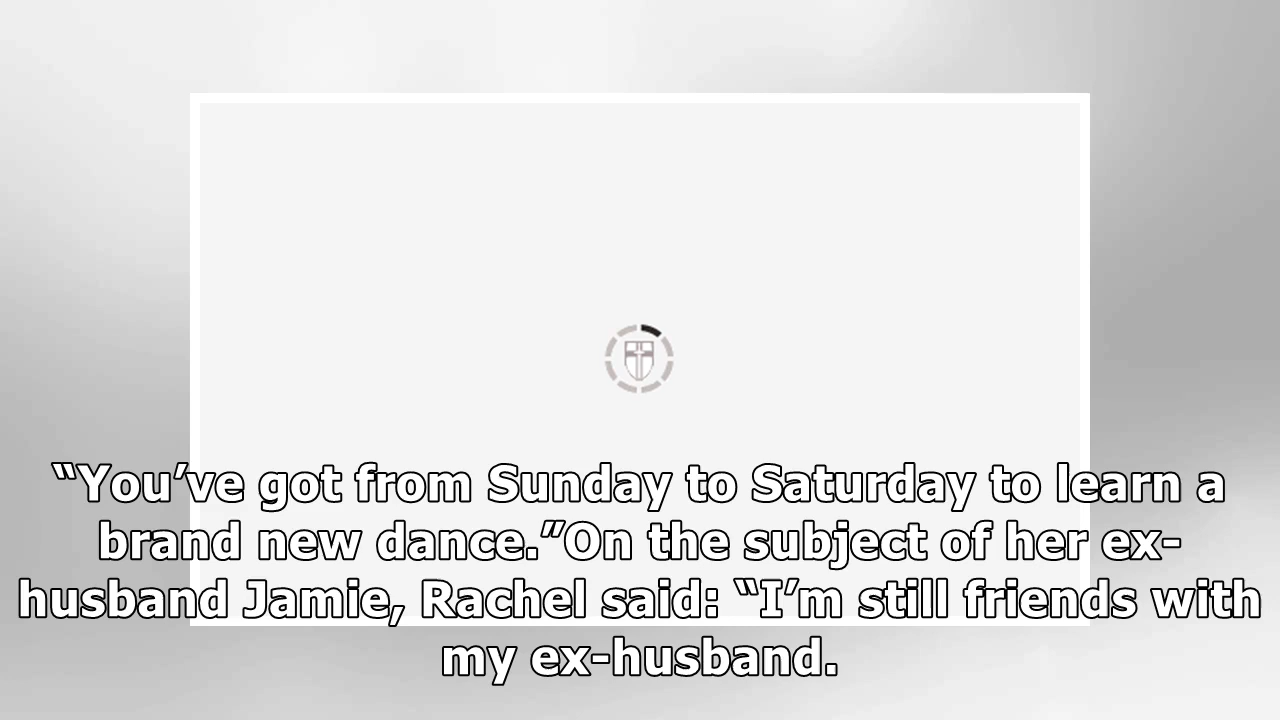 “You’ve got from Sunday to Saturday to learn a
brand new dance.”On the subject of her ex-
husband Jamie, Rachel said: “I’m still friends with
my ex-husband.